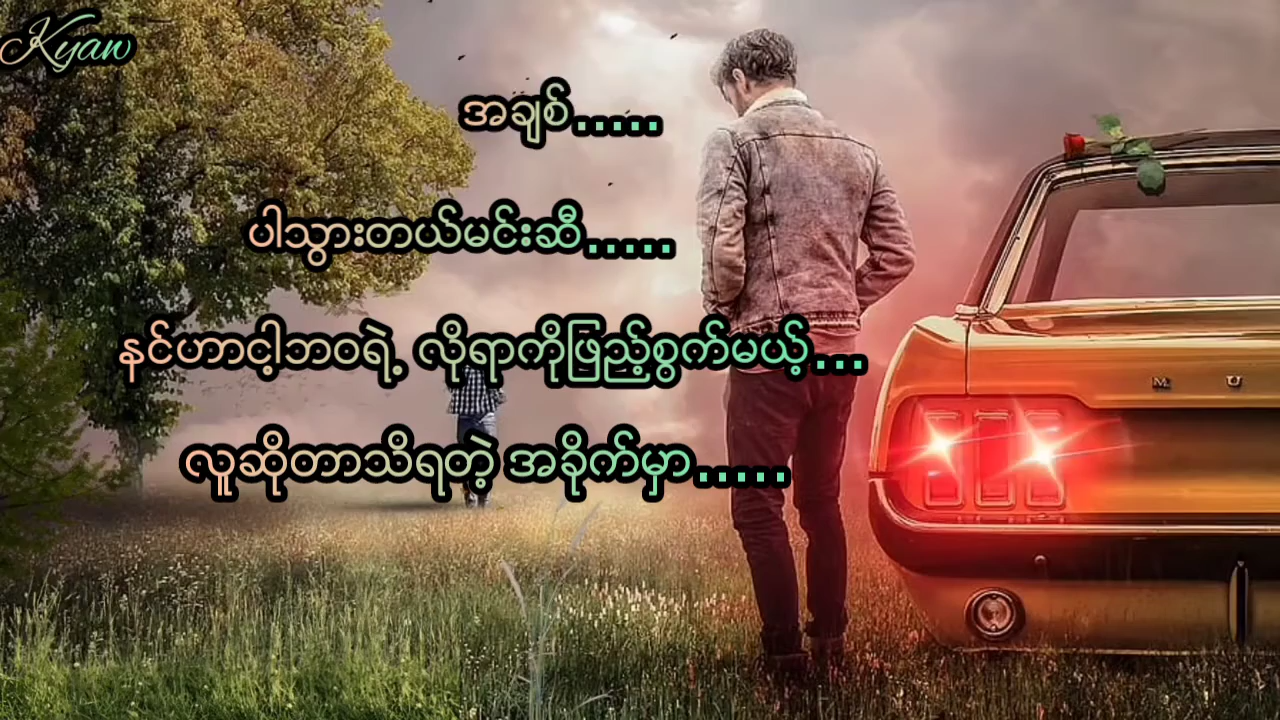 Kyaw
အချစ်.....
ပါသွားတယ်မင်းဆီ.....
နင်ဟာငါ့ဘဝရဲ့ လိုရာကိုဖြည့်စွက်မယ့်...
လူဆိုတာသိရတဲ့ အခိုက်မှာ.....
M U